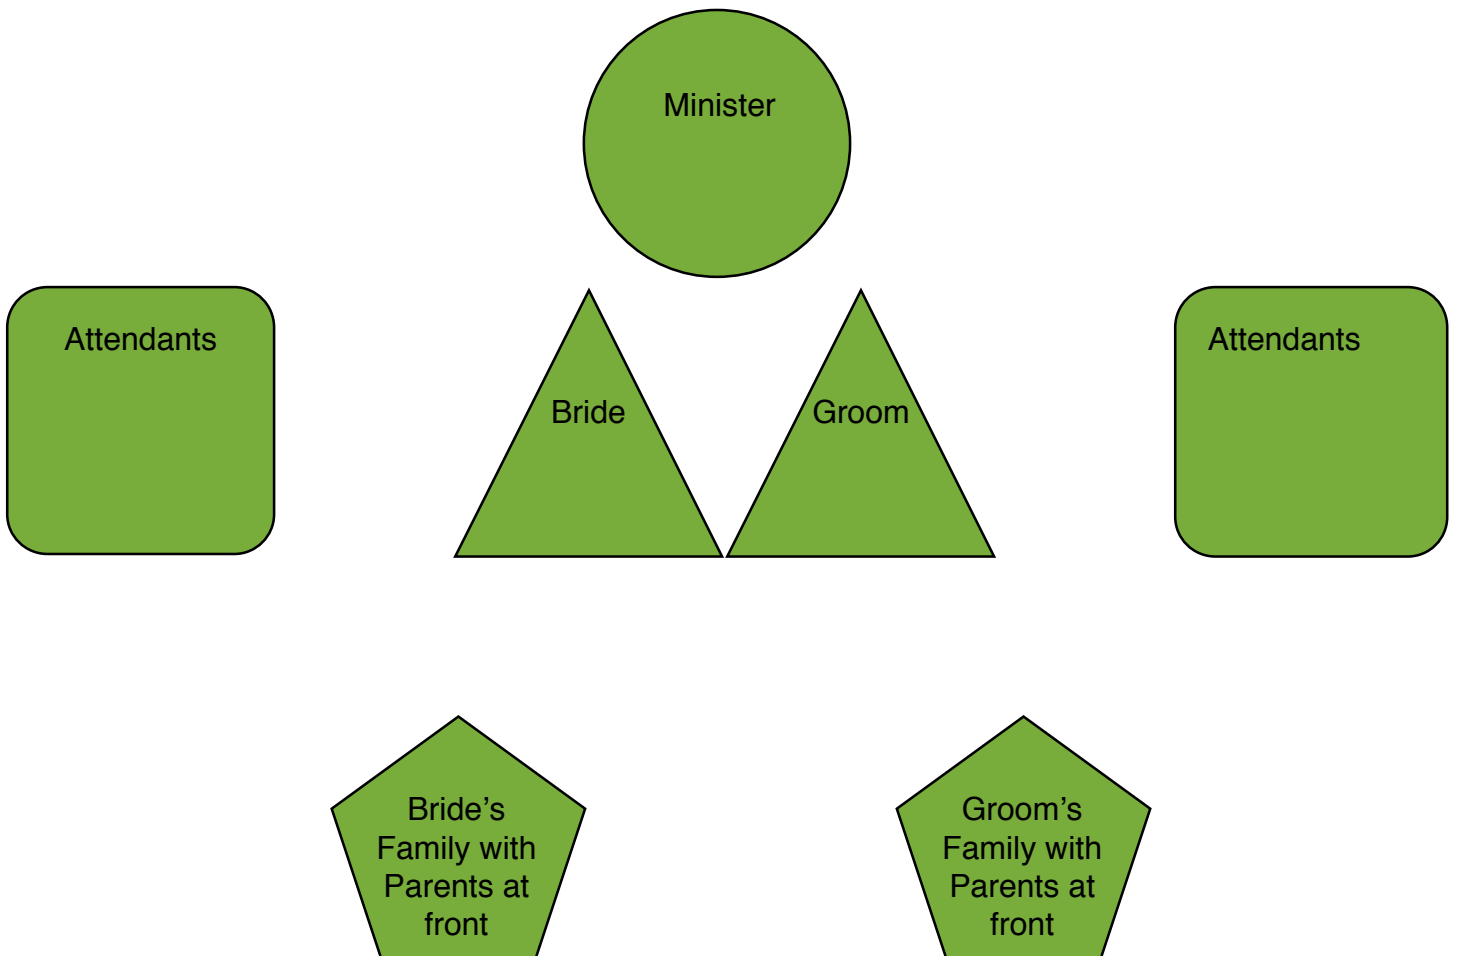 Minister
Attendants
Attendants
Bride
Groom
Bride’s
Family with
Parents at
front
Groom’s
Family with
Parents at
front